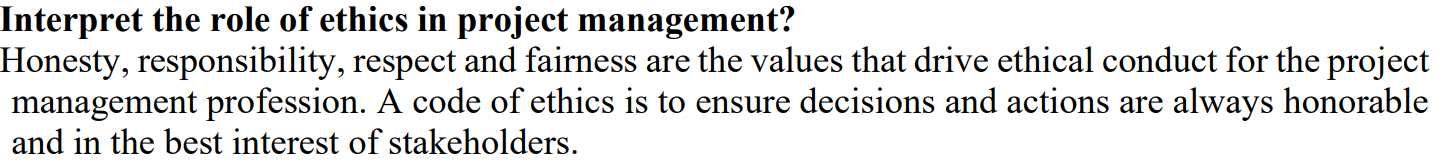 Interpret the role of ethics in project management?
Honesty, responsibility, respect and fairness are the values that drive ethical conduct for the project
management profession. A code of ethics is to ensure decisions and actions are always honorable
and in the best interest of stakeholders.